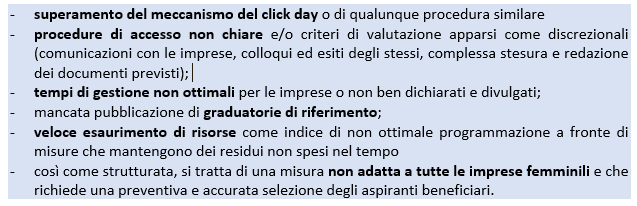 - superamento del meccanismo del click day o di qualunque procedura similare
- procedure di accesso non chiare e/o criteri di valutazione apparsi come discrezionali
(comunicazioni con le imprese, colloqui ed esiti degli stessi, complessa stesura e redazione
dei documenti previsti);
- tempi di gestione non ottimali per le imprese o non ben dichiarati e divulgati;
- mancata pubblicazione di graduatorie di riferimento;
- veloce esaurimento di risorse come indice di non ottimale programmazione a fronte di
misure che mantengono dei residui non spesi nel tempo
- così come strutturata, si tratta di una misura non adatta a tutte le imprese femminili e che
richiede una preventiva e accurata selezione degli aspiranti beneficiari.